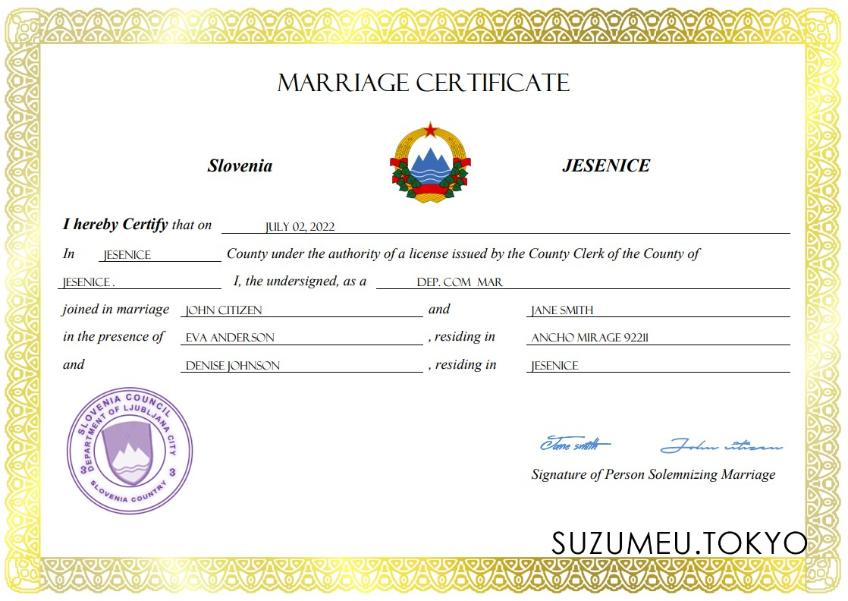 MARRIAGE CERTIFICATE
Slovenia JESENICE
I hereby Certify that on JULY 02, 2022
In JESENICE County under the authority of a license issued by the County Clerk of the County of
JESENICE . I, the undersigned, as a DEP. COM MAR
joined in marriage JOHN CITIZEN and JANE SMITH
in the presence of EVA ANDERSON , residing in ANCHO MIRAGE 92211
and DENISE JOHNSON , residing in JESENICE
SLOVENIA COUNCIL
DEPARTMENT OF LJUBLJANA CITY
3 3
SLOVENIA COUNTRY
Jane smith John citizen
Signature of Person Solemnizing Marriage
SUZUMEU.TOKYO